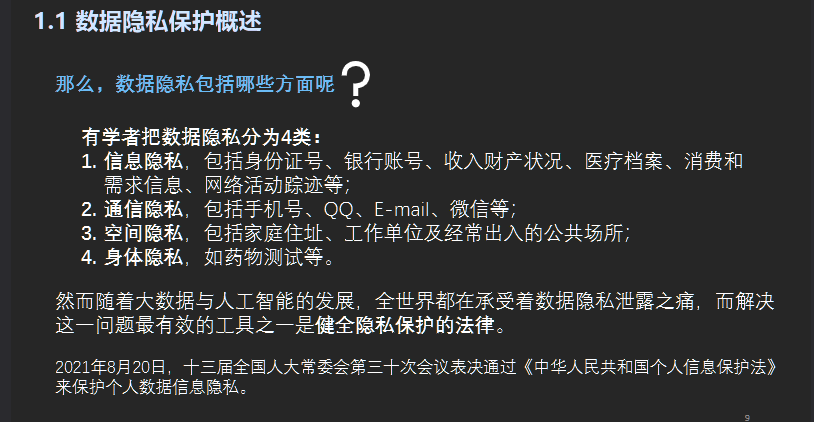 1.1 数据隐私保护概述
那么，数据隐私包括哪些方面呢？
有学者把数据隐私分为4类：
1. 信息隐私，包括身份证号、银行账号、收入财产状况、医疗档案、消费和
需求信息、网络活动踪迹等；
2. 通信隐私，包括手机号、QQ、E-mail、微信等；
3. 空间隐私，包括家庭住址、工作单位及经常出入的公共场所；
4. 身体隐私，如药物测试等。
然而随着大数据与人工智能的发展，全世界都在承受着数据隐私泄露之痛，而解决
这一问题最有效的工具之一是健全隐私保护的法律。
2021年8月20日，十三届全国人大常委会第三十次会议表决通过《中华人民共和国个人信息保护法》
来保护个人数据信息隐私。
9